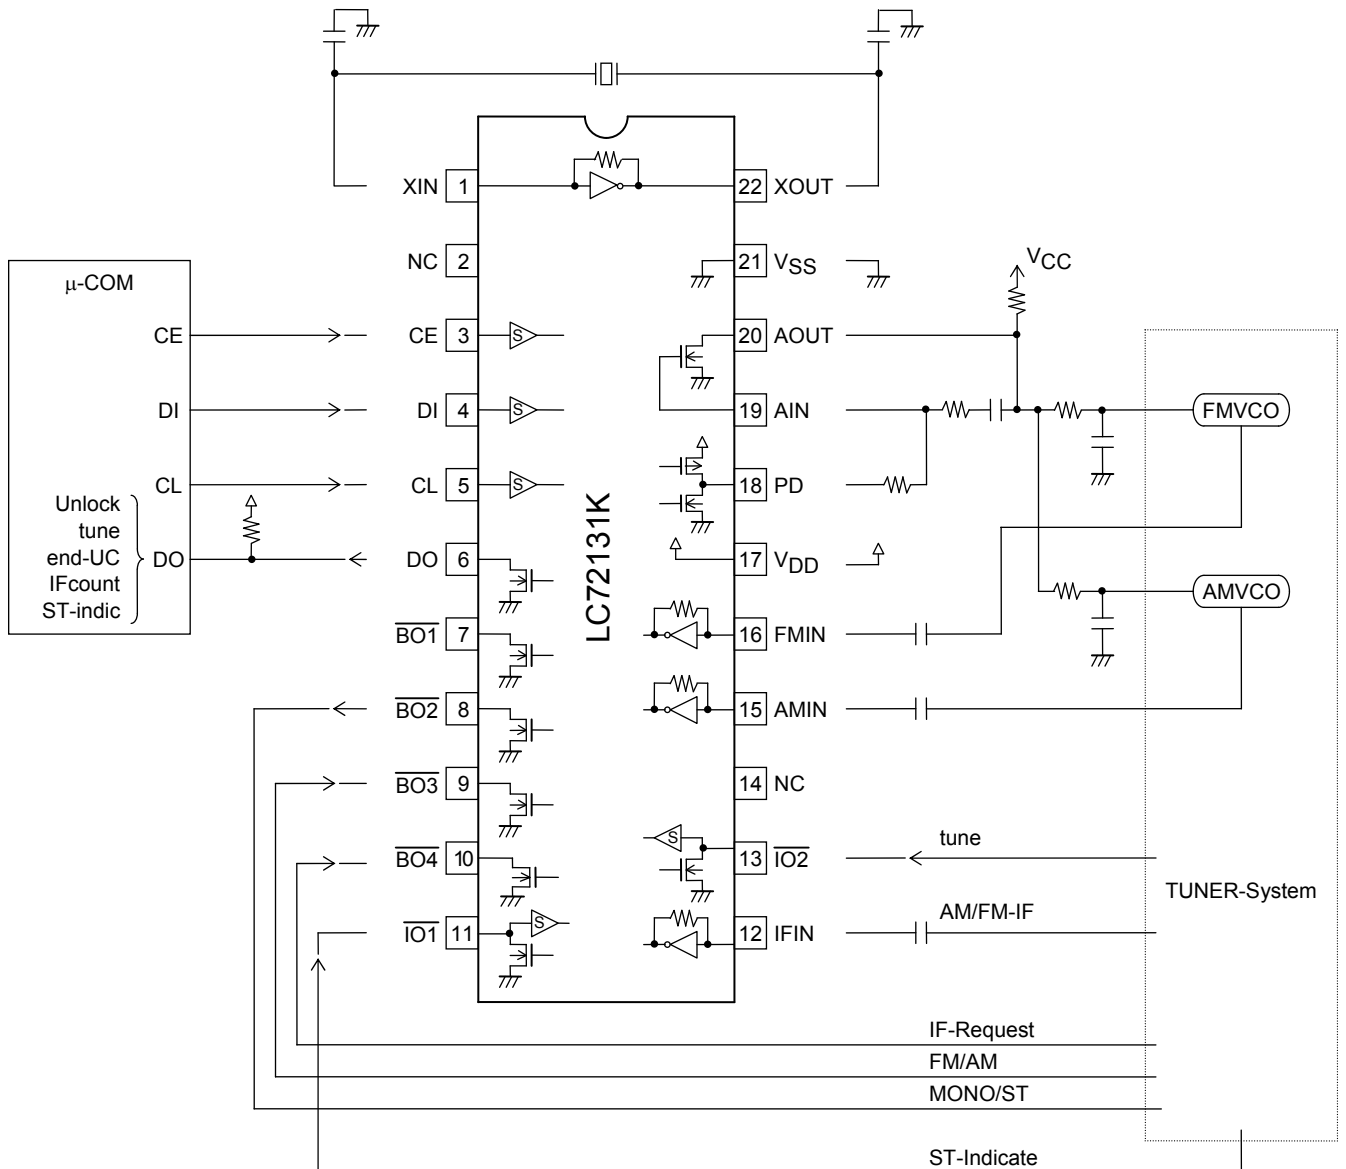 XIN 1
22 XOUT
NC 2
21 VSS
VCC
μ-COM
CE
CE 3
S
20 AOUT
DI
DI 4
S
19 AIN
FMVCO
CL
CL 5
S
18 PD
Unlock
tune
end-UC
IFcount
ST-indic
DO
DO 6
17 VDD
AMVCO
LC72131K
BO1 7
16 FMIN
BO2 8
15 AMIN
BO3 9
14 NC
BO4 10
S
13 IO2
tune
TUNER-System
IO1 11
S
12 IFIN
AM/FM-IF
IF-Request
FM/AM
MONO/ST
ST-Indicate